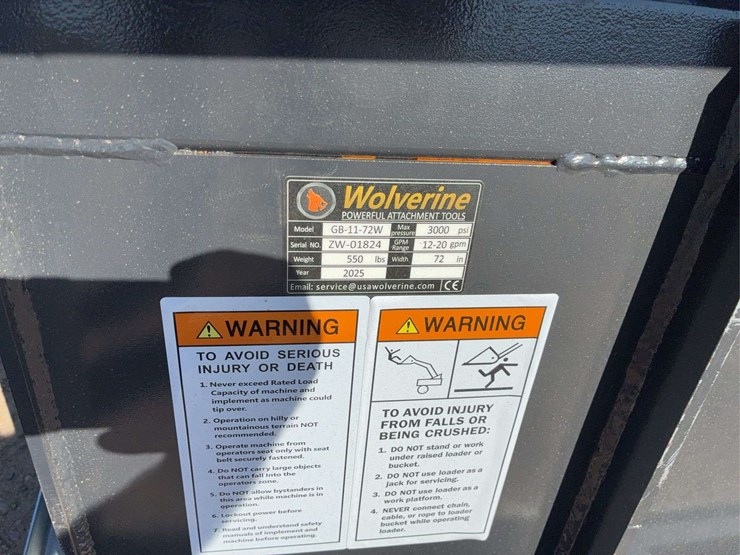 Wolverine
POWERFUL ATTACHMENT TOOLS
Model GB-11-72W Max pressure 3000 psi
Serial NO. ZW-01824 GPM Range 12-20 gpm
Weight 550 lbs Width 72 in
Year 2025
Email: service@usawolverine.com CE
WARNING
TO AVOID SERIOUS
INJURY OR DEATH
1. Never exceed Rated Load
Capacity of machine and
implement as machine could
tip over.
2. Operation on hilly or
mountainous terrain NOT
recommended.
3. Operate machine from
operators seat only with seat
belt securely fastened.
4. Do NOT carry large objects
that can fall into the
operators zone.
5. Do NOT allow bystanders in
this area while machine is in
operation.
6. Lockout power before
servicing.
7. Read and understand safety
manuals of implement and
machine before operating.
WARNING
TO AVOID INJURY
FROM FALLS OR
BEING CRUSHED:
1. DO NOT stand or work
under raised loader or
bucket.
2. DO NOT use loader as a
jack for servicing.
3. DO NOT use loader as a
work platform.
4. NEVER connect chain,
cable, or rope to loader
bucket while operating
loader.